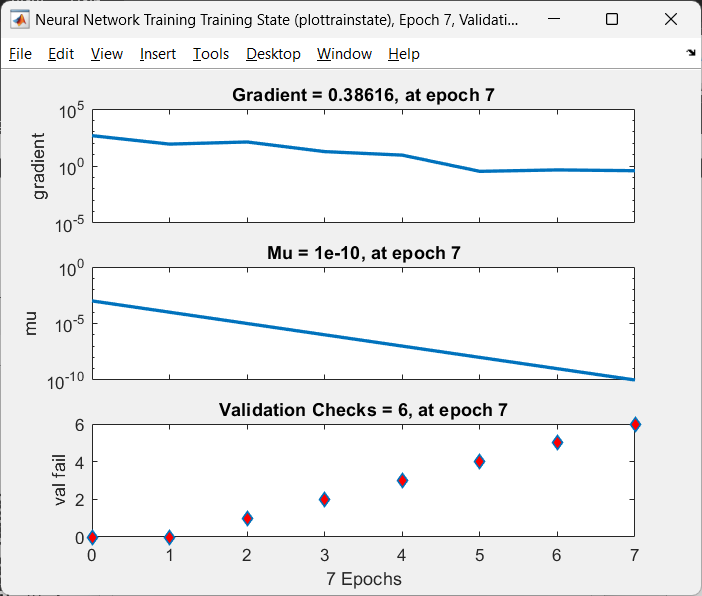 Neural Network Training Training State (plottrainstate), Epoch 7, Validati...
File Edit View Insert Tools Desktop Window Help
Gradient = 0.38616, at epoch 7
10^5
10^0
10^-5
gradient
Mu = 1e-10, at epoch 7
10^0
10^-5
10^-10
mu
Validation Checks = 6, at epoch 7
6
4
2
0
val fail
0 1 2 3 4 5 6 7
7 Epochs